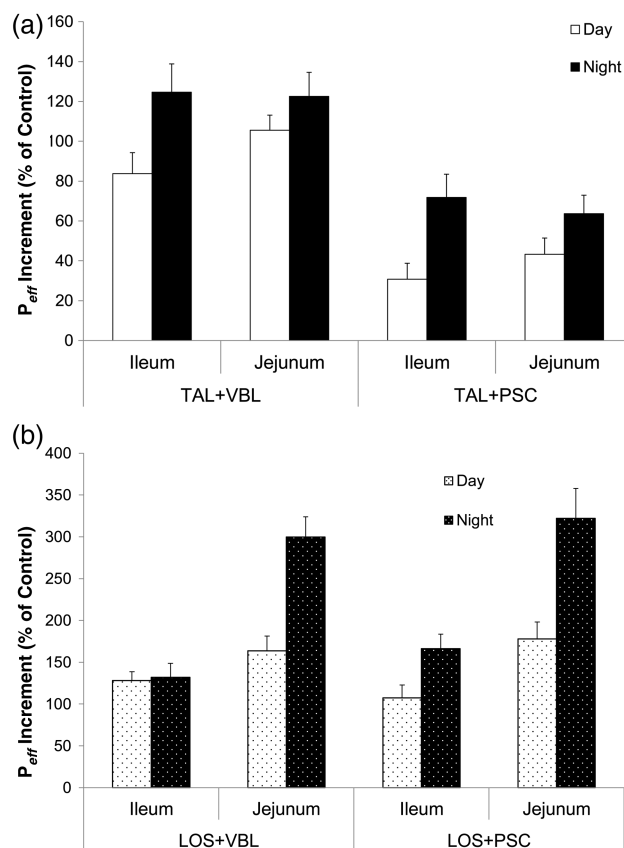 (a)
160
140
120
100
80
60
40
20
0
P_eff Increment (% of Control)
Day
Night
Ileum Jejunum Ileum Jejunum
TAL+VBL TAL+PSC
(b)
400
350
300
250
200
150
100
50
0
P_eff Increment (% of Control)
Day
Night
Ileum Jejunum Ileum Jejunum
LOS+VBL LOS+PSC